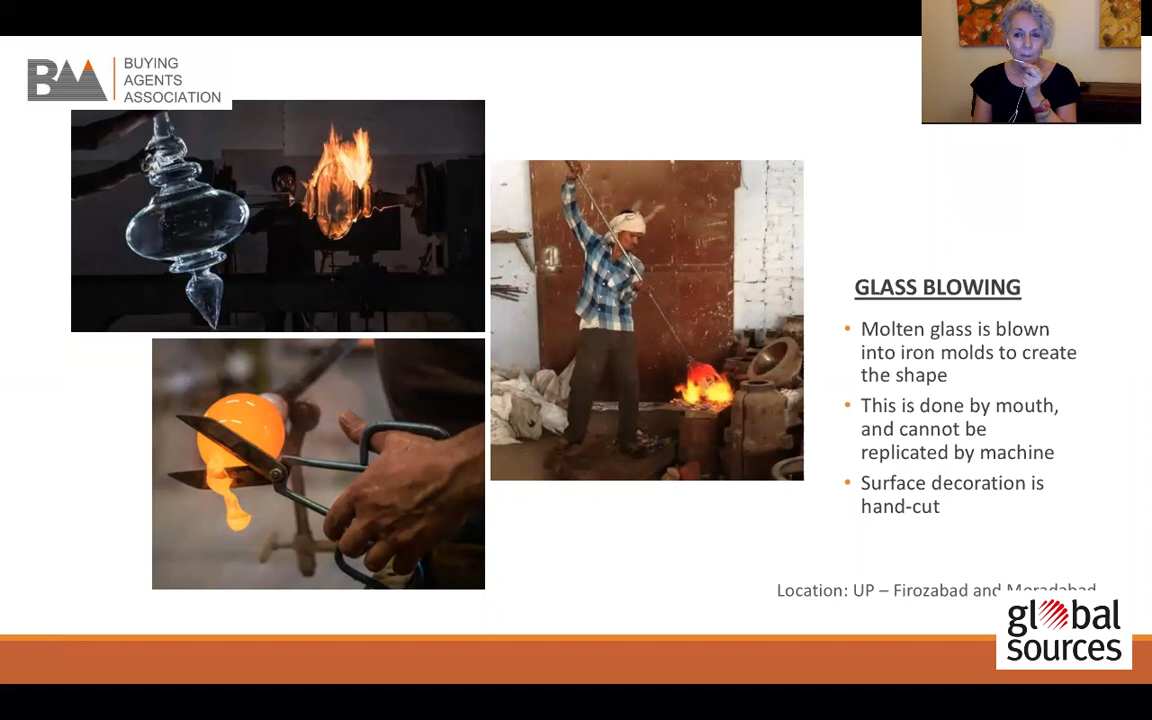 BAA
BUYING
AGENTS
ASSOCIATION
GLASS BLOWING
• Molten glass is blown
into iron molds to create
the shape
• This is done by mouth,
and cannot be
replicated by machine
• Surface decoration is
hand-cut
Location: UP – Firozabad and Moradabad
global
sources